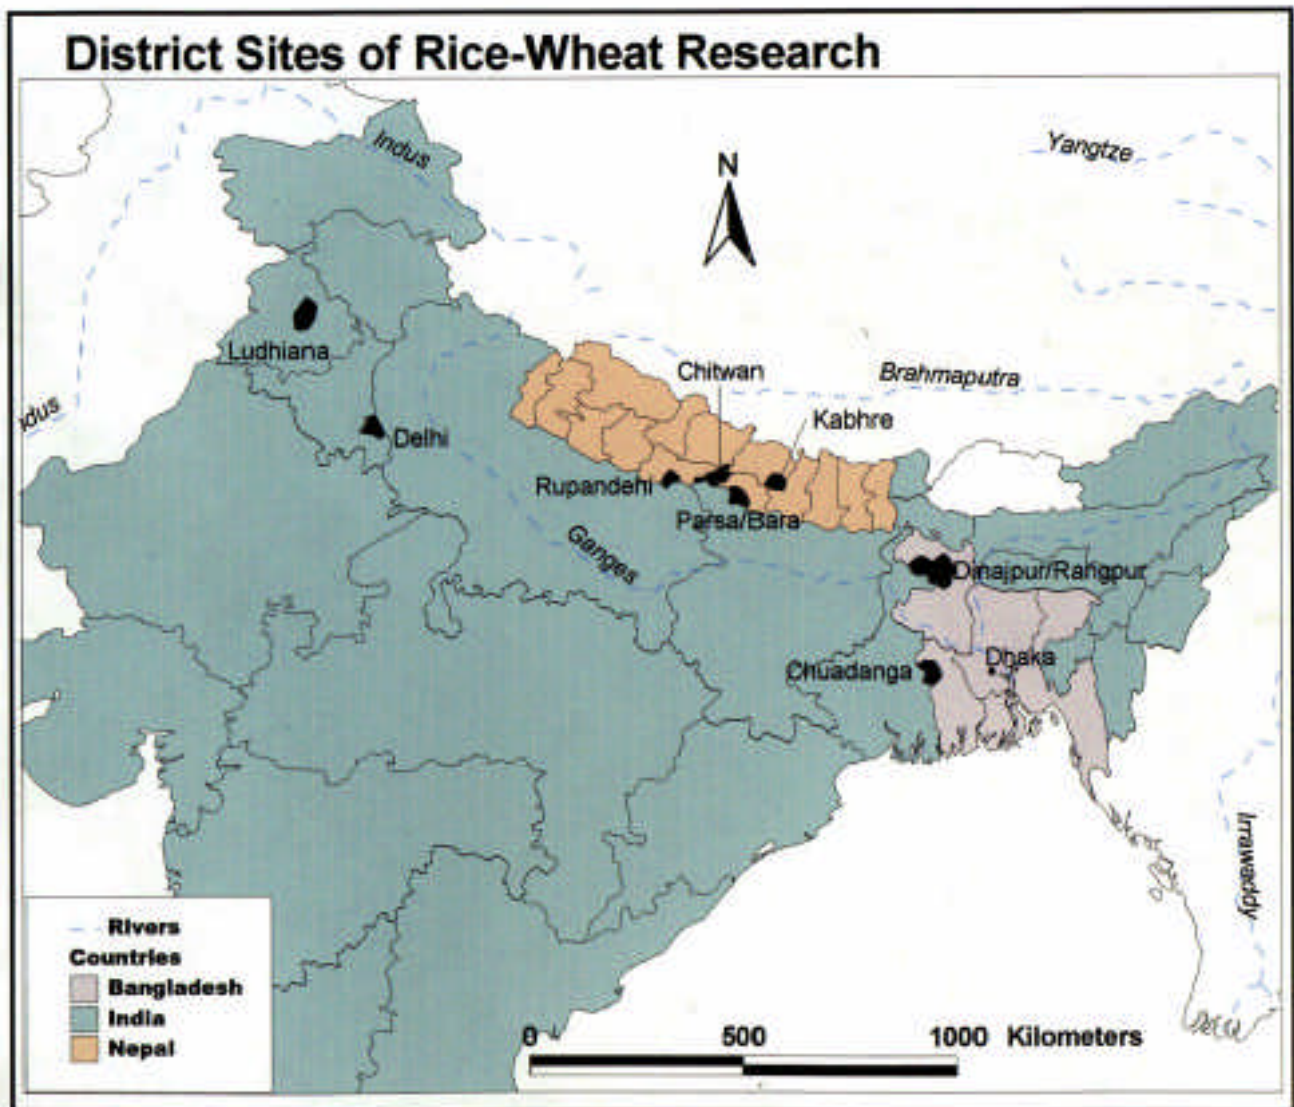 District Sites of Rice-Wheat Research
Indus
Yangtze
N
Ludhiana
Chitwan
Brahmaputra
Indus
Kabhre
Delhi
Rupandehi
Parsa/Bara
Ganges
Dinajpur/Rangpur
Dhaka
Chuadanga
Irrawaddy
Rivers
Countries
Bangladesh
India
Nepal
0 500 1000 Kilometers